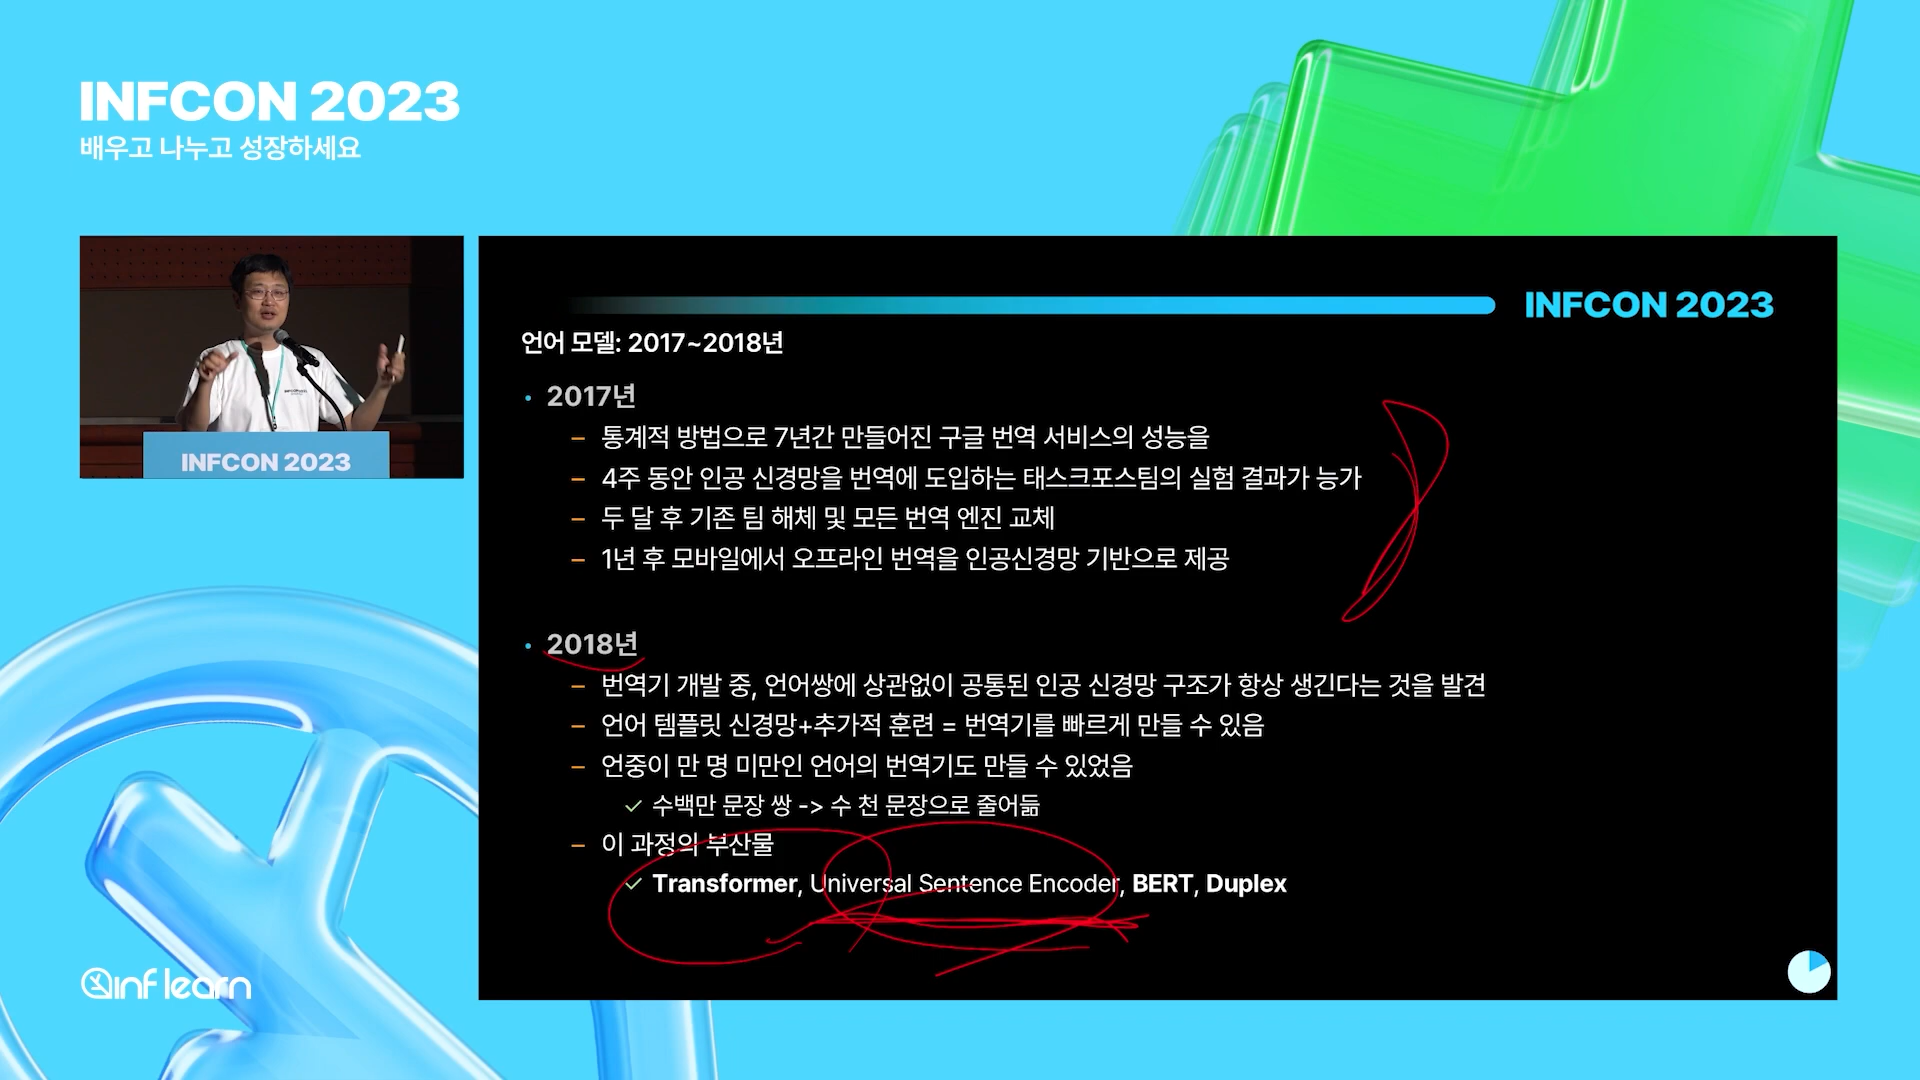 INFCON 2023
배우고 나누고 성장하세요
INFCON 2023
INFCON 2023
언어 모델: 2017~2018년
• 2017년
– 통계적 방법으로 7년간 만들어진 구글 번역 서비스의 성능을
– 4주 동안 인공 신경망을 번역에 도입하는 태스크포스팀의 실험 결과가 능가
– 두 달 후 기존 팀 해체 및 모든 번역 엔진 교체
– 1년 후 모바일에서 오프라인 번역을 인공신경망 기반으로 제공
• 2018년
– 번역기 개발 중, 언어쌍에 상관없이 공통된 인공 신경망 구조가 항상 생긴다는 것을 발견
– 언어 템플릿 신경망+추가적 훈련 = 번역기를 빠르게 만들 수 있음
– 언중이 만 명 미만인 언어의 번역기도 만들 수 있었음
✓ 수백만 문장 쌍 -> 수 천 문장으로 줄어듦
– 이 과정의 부산물
✓ Transformer, Universal Sentence Encoder, BERT, Duplex
inflearn